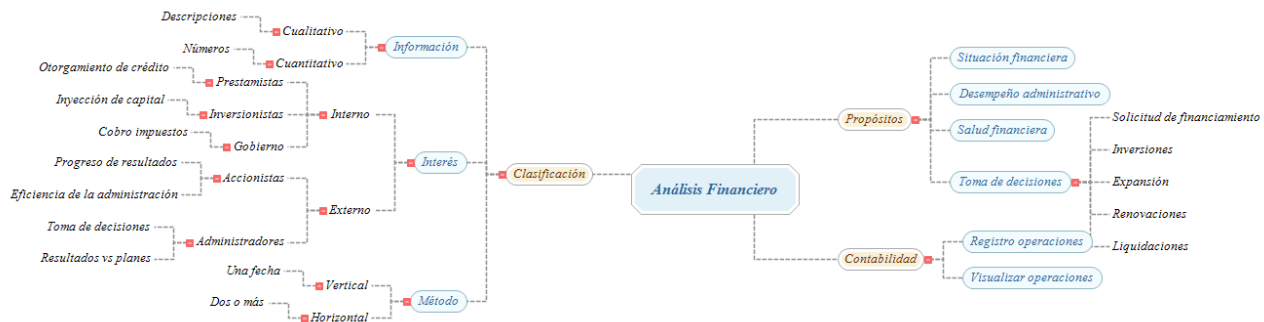 Análisis Financiero
Clasificación
Información
Cualitativo
Descripciones
Cuantitativo
Números
Interés
Interno
Prestamistas
Otorgamiento de crédito
Inversionistas
Inyección de capital
Gobierno
Cobro impuestos
Externo
Accionistas
Progreso de resultados
Eficiencia de la administración
Administradores
Toma de decisiones
Resultados vs planes
Método
Vertical
Una fecha
Horizontal
Dos o más
Propósitos
Situación financiera
Desempeño administrativo
Salud financiera
Toma de decisiones
Solicitud de financiamiento
Inversiones
Expansión
Renovaciones
Liquidaciones
Contabilidad
Registro operaciones
Visualizar operaciones